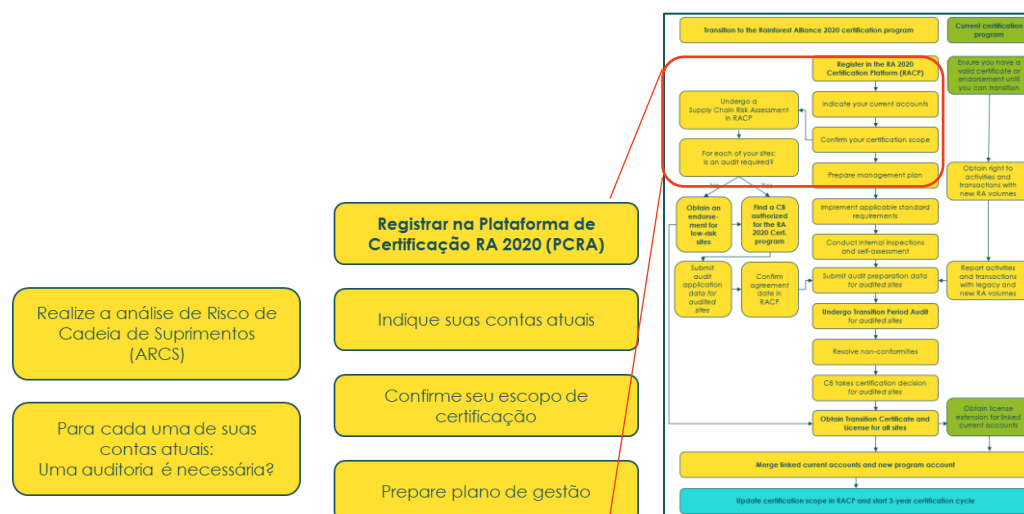 Registrar na Plataforma de
Certificação RA 2020 (PCRA)
Realize a análise de Risco de
Cadeia de Suprimentos
(ARCS)
Indique suas contas atuais
Para cada uma de suas
contas atuais:
Uma auditoria é necessária?
Confirme seu escopo de
certificação
Prepare plano de gestão
Transition to the Rainforest Alliance 2020 certification program
Current certification
program
Register in the RA 2020
Certification Platform (RACP)
Ensure you have a
valid certificate or
endorsement until
you can transition
Undergo a
Supply Chain Risk Assessment
in RACP
Indicate your current accounts
Confirm your certification scope
For each of your sites:
is an audit required?
Prepare management plan
Obtain right to
activities and
transactions with
new RA volumes
No
Yes
Obtain an
endorse-
ment for
low-risk
sites
Find a CB
authorized
for the RA
2020 Cert.
program
Implement applicable standard
requirements
Conduct internal inspections
and self-assessment
Submit
audit
application
data for
audited
sites
Confirm
agreement
date in
RACP
Submit audit preparation data
for audited sites
Report activities
and transactions
with legacy and
new RA volumes
Undergo Transition Period Audit
for audited sites
Resolve non-conformities
CB takes certification decision
for audited sites
Obtain Transition Certificate and
License for all sites
Obtain license
extension for linked
current accounts
Merge linked current accounts and new program account
Update certification scope in RACP and start 3-year certification cycle